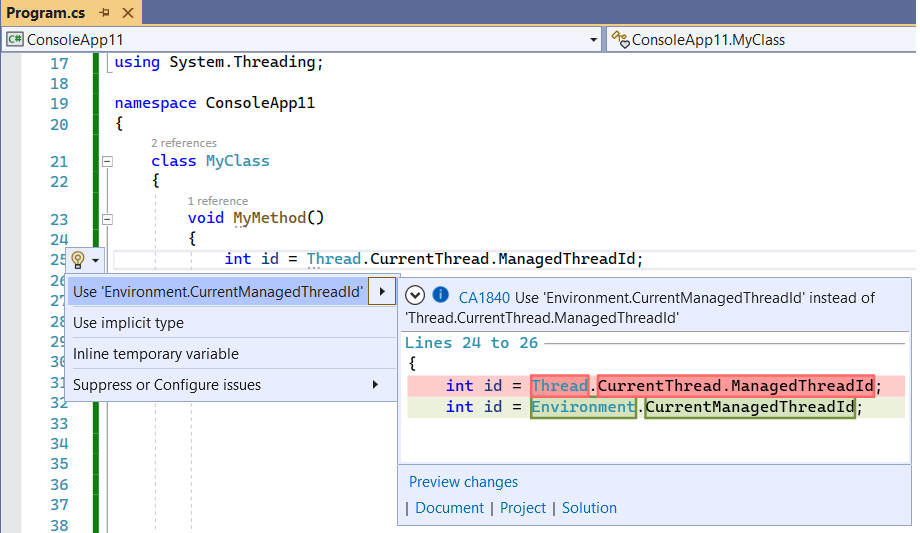 Program.cs
C# ConsoleApp11
ConsoleApp11.MyClass
17 using System.Threading;
18
19 namespace ConsoleApp11
20 {
2 references
21 class MyClass
22 {
1 reference
23 void MyMethod()
24 {
25 int id = Thread.CurrentThread.ManagedThreadId;
26
Use 'Environment.CurrentManagedThreadId'
Use implicit type
Inline temporary variable
Suppress or Configure issues
CA1840 Use 'Environment.CurrentManagedThreadId' instead of
'Thread.CurrentThread.ManagedThreadId'
Lines 24 to 26
{
int id = Thread.CurrentThread.ManagedThreadId;
int id = Environment.CurrentManagedThreadId;
Preview changes
| Document | Project | Solution
27
28
29
30
31
32
33
34
35
36
37
38